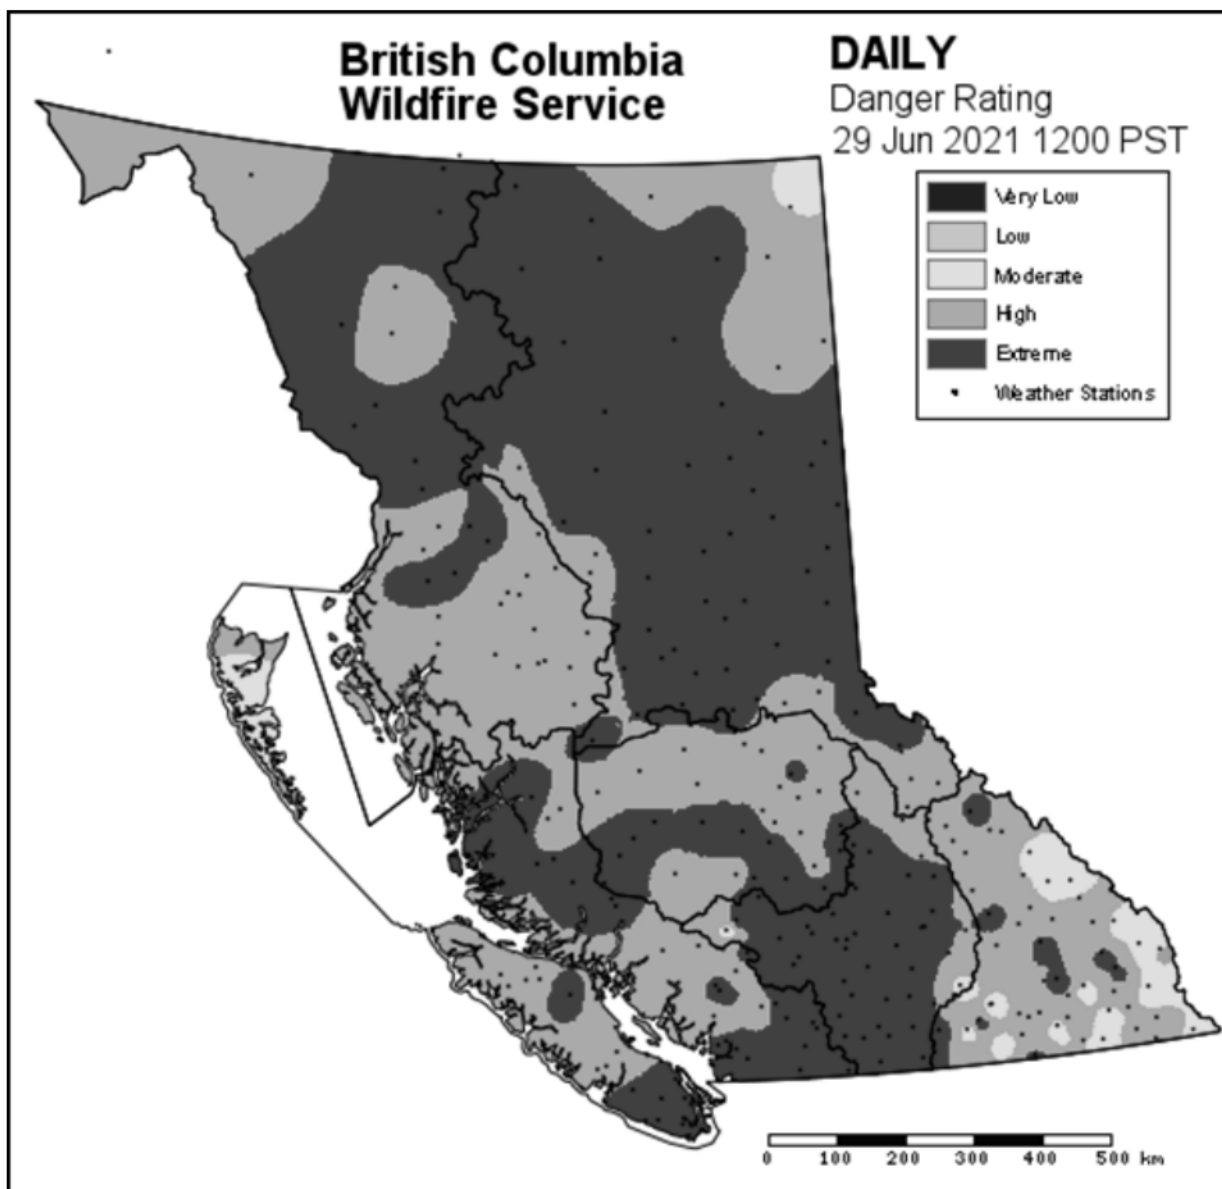 British Columbia
Wildfire Service
DAILY
Danger Rating
29 Jun 2021 1200 PST
Very Low
Low
Moderate
High
Extreme
Weather Stations
0 100 200 300 400 500 km